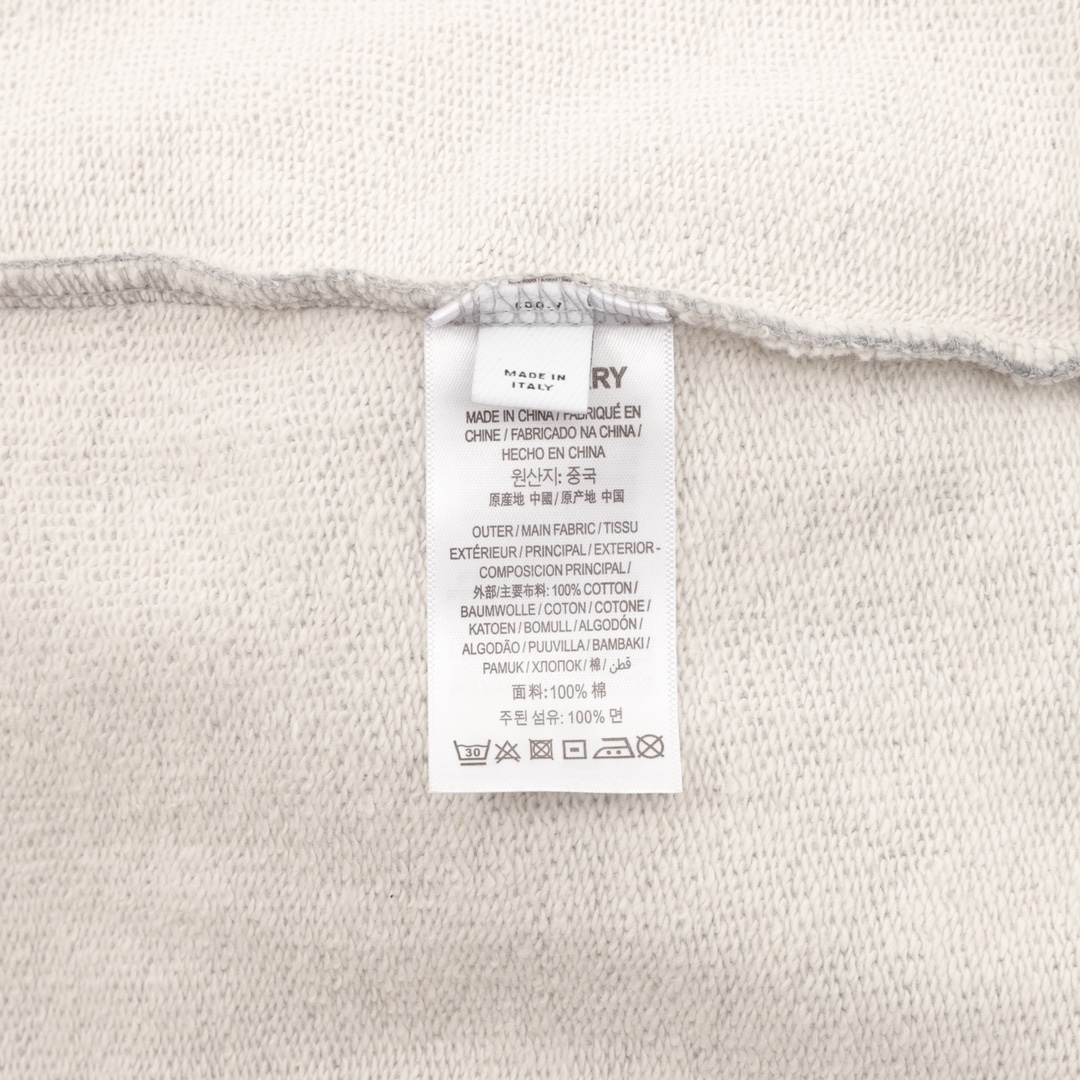 MADE IN
ITALY
RY
MADE IN CHINA / FABRIQUÉ EN
CHINE / FABRICADO NA CHINA /
HECHO EN CHINA
원산지: 중국
原産地 中國 / 原产地 中国
OUTER / MAIN FABRIC / TISSU
EXTÉRIEUR / PRINCIPAL / EXTERIOR -
COMPOSICION PRINCIPAL /
外部/主要布料: 100% COTTON /
BAUMWOLLE / COTON / COTONE /
KATOEN / BOMULL / ALGODÓN /
ALGODÃO / PUUVILLA / BAMBAKI /
PAMUK / ХЛОПОК / 棉 / قطن
面料:100% 棉
주된 섬유: 100% 면
30